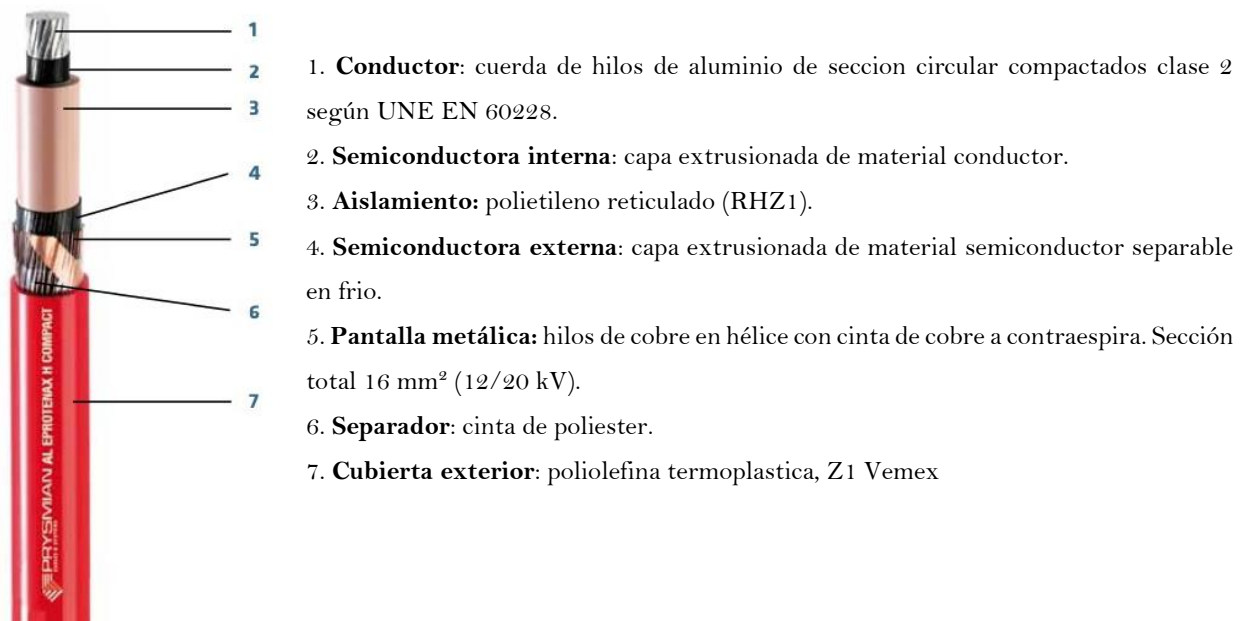 1
2
3
4
5
6
7
PRYSMIAN AL EPROTENAX H COMPACT
1. Conductor: cuerda de hilos de aluminio de seccion circular compactados clase 2
según UNE EN 60228.
2. Semiconductora interna: capa extrusionada de material conductor.
3. Aislamiento: polietileno reticulado (RHZ1).
4. Semiconductora externa: capa extrusionada de material semiconductor separable
en frio.
5. Pantalla metálica: hilos de cobre en hélice con cinta de cobre a contraespira. Sección
total 16 mm² (12/20 kV).
6. Separador: cinta de poliester.
7. Cubierta exterior: poliolefina termoplastica, Z1 Vemex